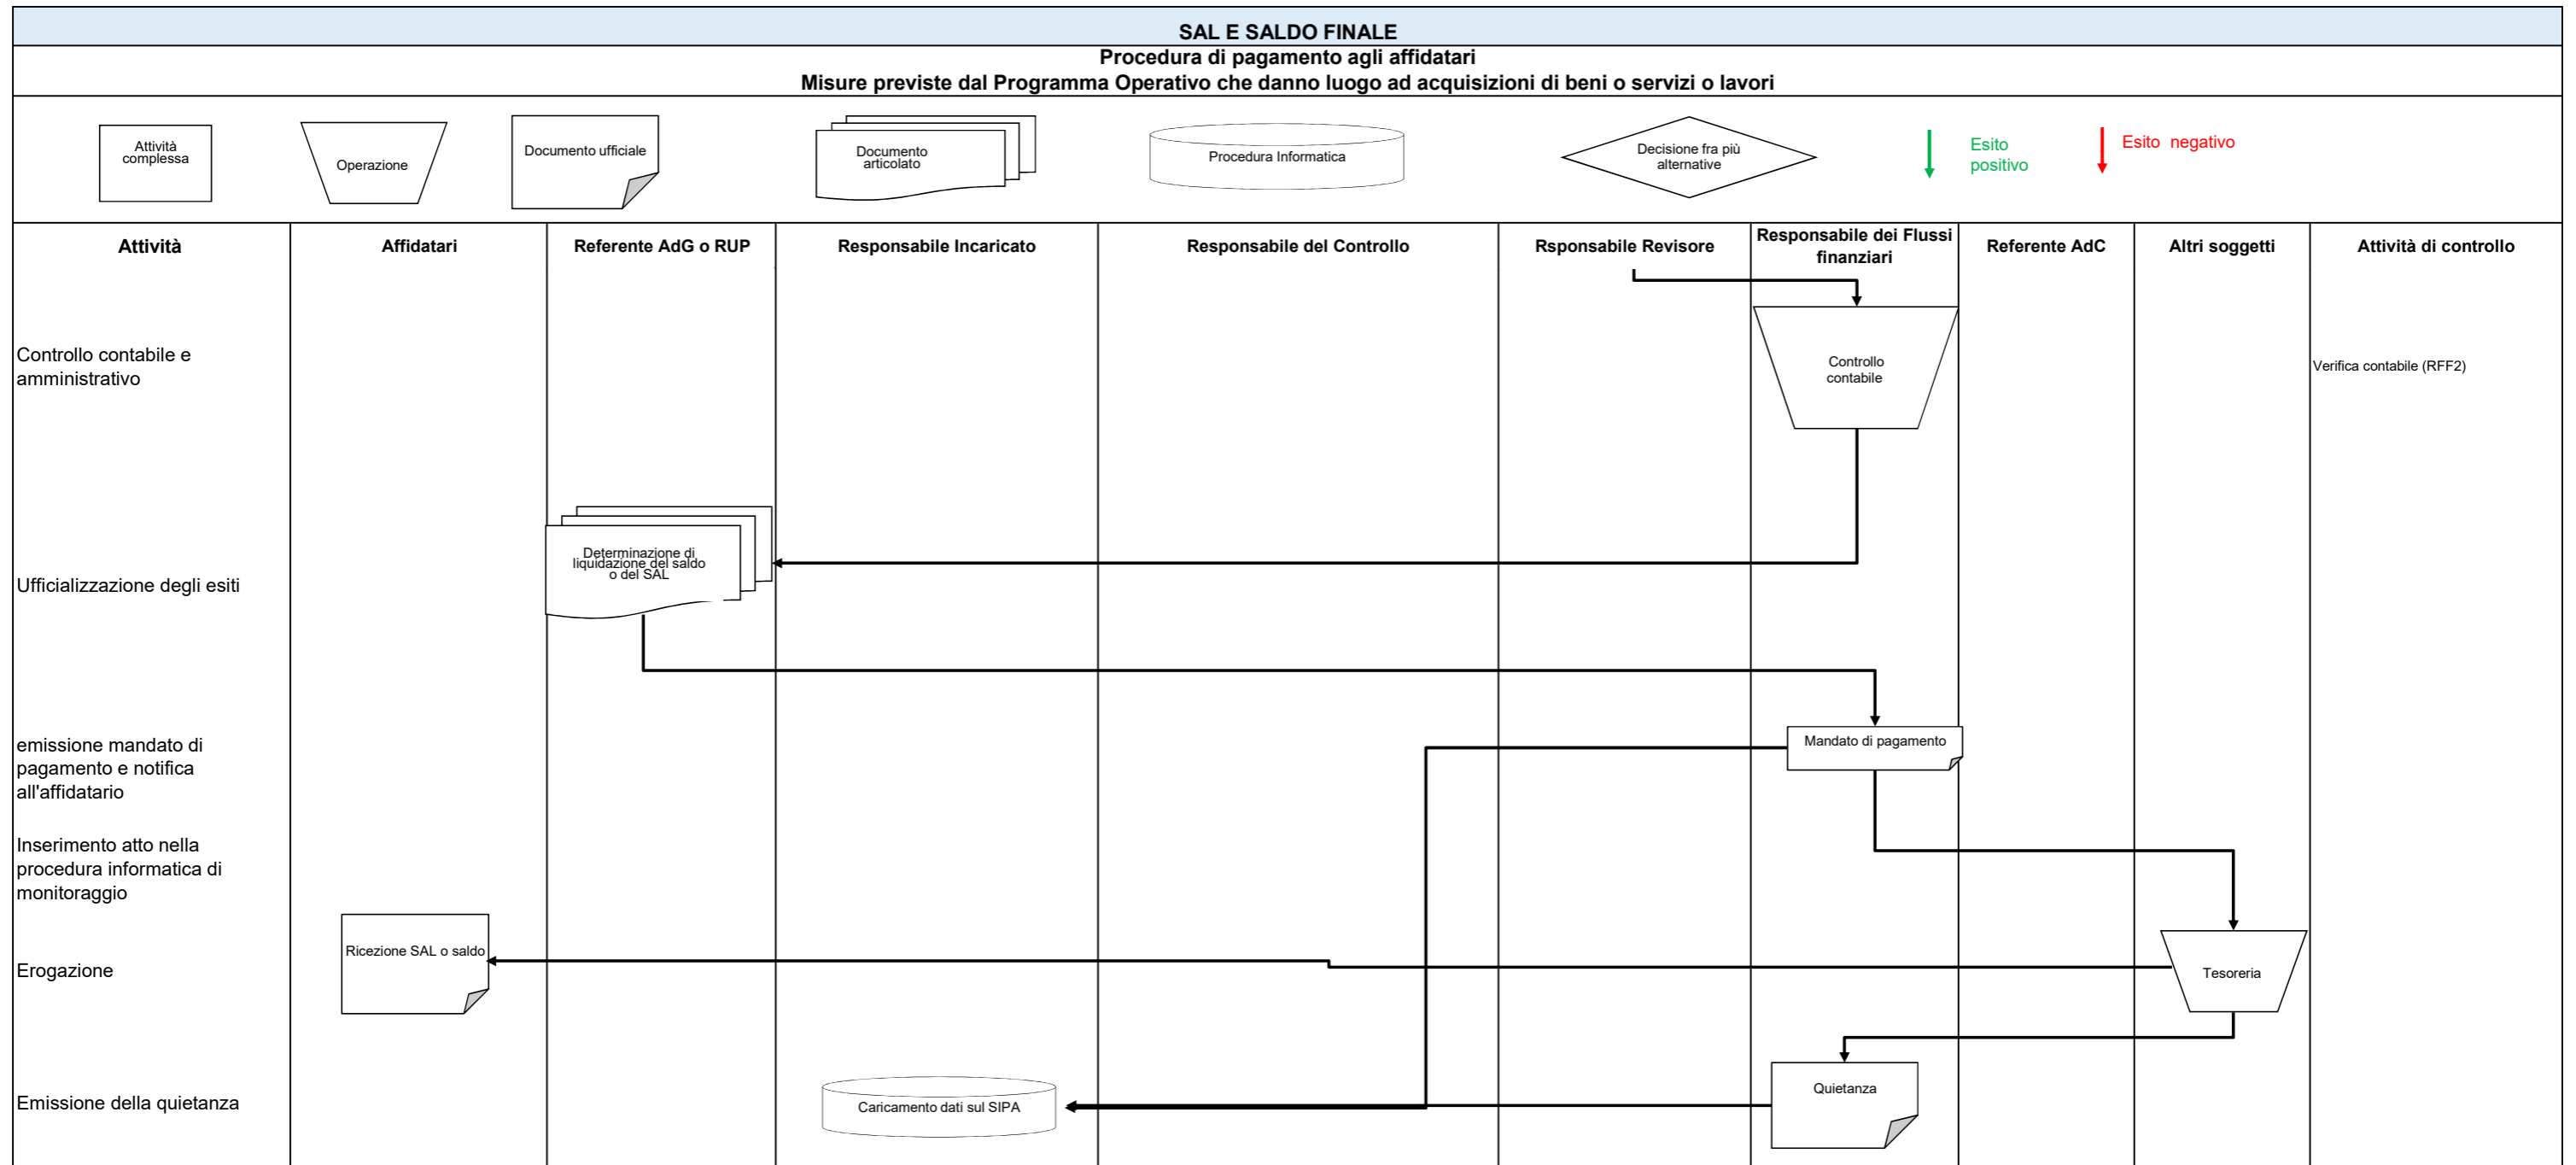 SAL E SALDO FINALE
Procedura di pagamento agli affidatari
Misure previste dal Programma Operativo che danno luogo ad acquisizioni di beni o servizi o lavori
Attività
complessa
Operazione
Documento ufficiale
Documento
articolato
Procedura Informatica
Decisione fra più
alternative
Esito
positivo
Esito negativo
Attività
Affidatari
Referente AdG o RUP
Responsabile Incaricato
Responsabile del Controllo
Rsponsabile Revisore
Responsabile dei Flussi
finanziari
Referente AdC
Altri soggetti
Attività di controllo
Controllo contabile e
amministrativo
Controllo
contabile
Verifica contabile (RFF2)
Ufficializzazione degli esiti
Determinazione di
liquidazione del saldo
o del SAL
emissione mandato di
pagamento e notifica
all'affidatario
Mandato di pagamento
Inserimento atto nella
procedura informatica di
monitoraggio
Erogazione
Ricezione SAL o saldo
Tesoreria
Emissione della quietanza
Caricamento dati sul SIPA
Quietanza